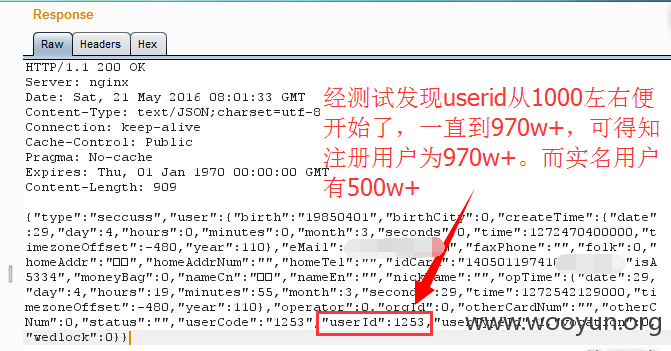 Response
Raw Headers Hex
HTTP/1.1 200 OK
Server: nginx
Date: Sat, 21 May 2016 08:01:33 GMT
Content-Type: text/JSON;charset=utf-8
Connection: keep-alive
Cache-Control: Public
Pragma: No-cache
Expires: Thu, 01 Jan 1970 00:00:00 GMT
Content-Length: 909
经测试发现userid从1000左右便
开始了，一直到970w+，可得知
注册用户为970w+。而实名用户
有500w+
{"type":"seccuss","user":{"birth":"19850401","birthCity":0,"createTime":{"date"
:29,"day":4,"hours":0,"minutes":0,"month":3,"seconds":0,"time":1272470400000,"t
imezoneOffset":-480,"year":110},"eMail":"faxPhone":"","folk":0,"
homeAddr":"□□","homeAddrNum":"","homeTel":"","idCard":"140501197410"isA
5334","moneyBag":0,"nameCn":"□□","nameEn":"","nickname":"","opTime":{"date":29,
"day":4,"hours":19,"minutes":55,"month":3,"seconds":29,"time":1272542129000,"ti
mezoneOffset":-480,"year":110},"operator":0,"orgId":0,"otherCardNum":"","otherC
Num":0,"status":"","userCode":"1253","userId":1253,
"wedlock":0}}
www.wooyun.org